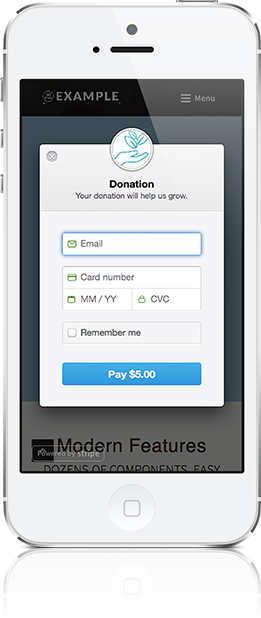 EXAMPLE
Menu
Donation
Your donation will help us grow.
Email
Card number
MM / YY
CVC
Remember me
Pay $5.00
Modern Features
Powered by stripe
DOZENS OF COMPONENTS, EASY